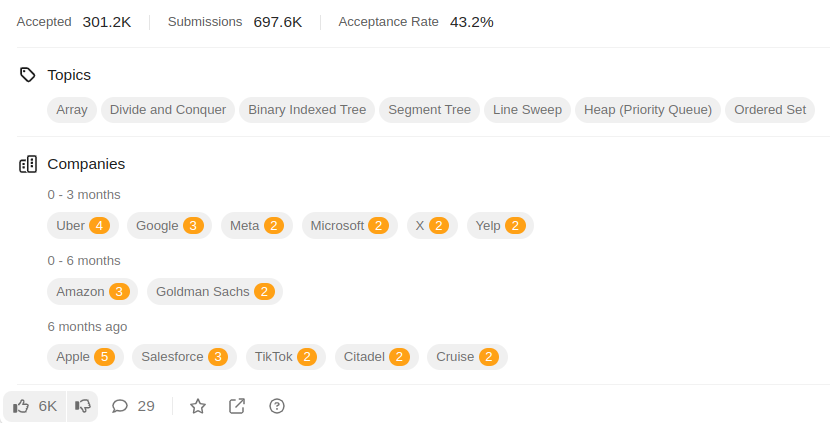 Accepted 301.2K Submissions 697.6K Acceptance Rate 43.2%
Topics
Array Divide and Conquer Binary Indexed Tree Segment Tree Line Sweep Heap (Priority Queue) Ordered Set
Companies
0 - 3 months
Uber 4 Google 3 Meta 2 Microsoft 2 X 2 Yelp 2
0 - 6 months
Amazon 3 Goldman Sachs 2
6 months ago
Apple 5 Salesforce 3 TikTok 2 Citadel 2 Cruise 2
6K 29